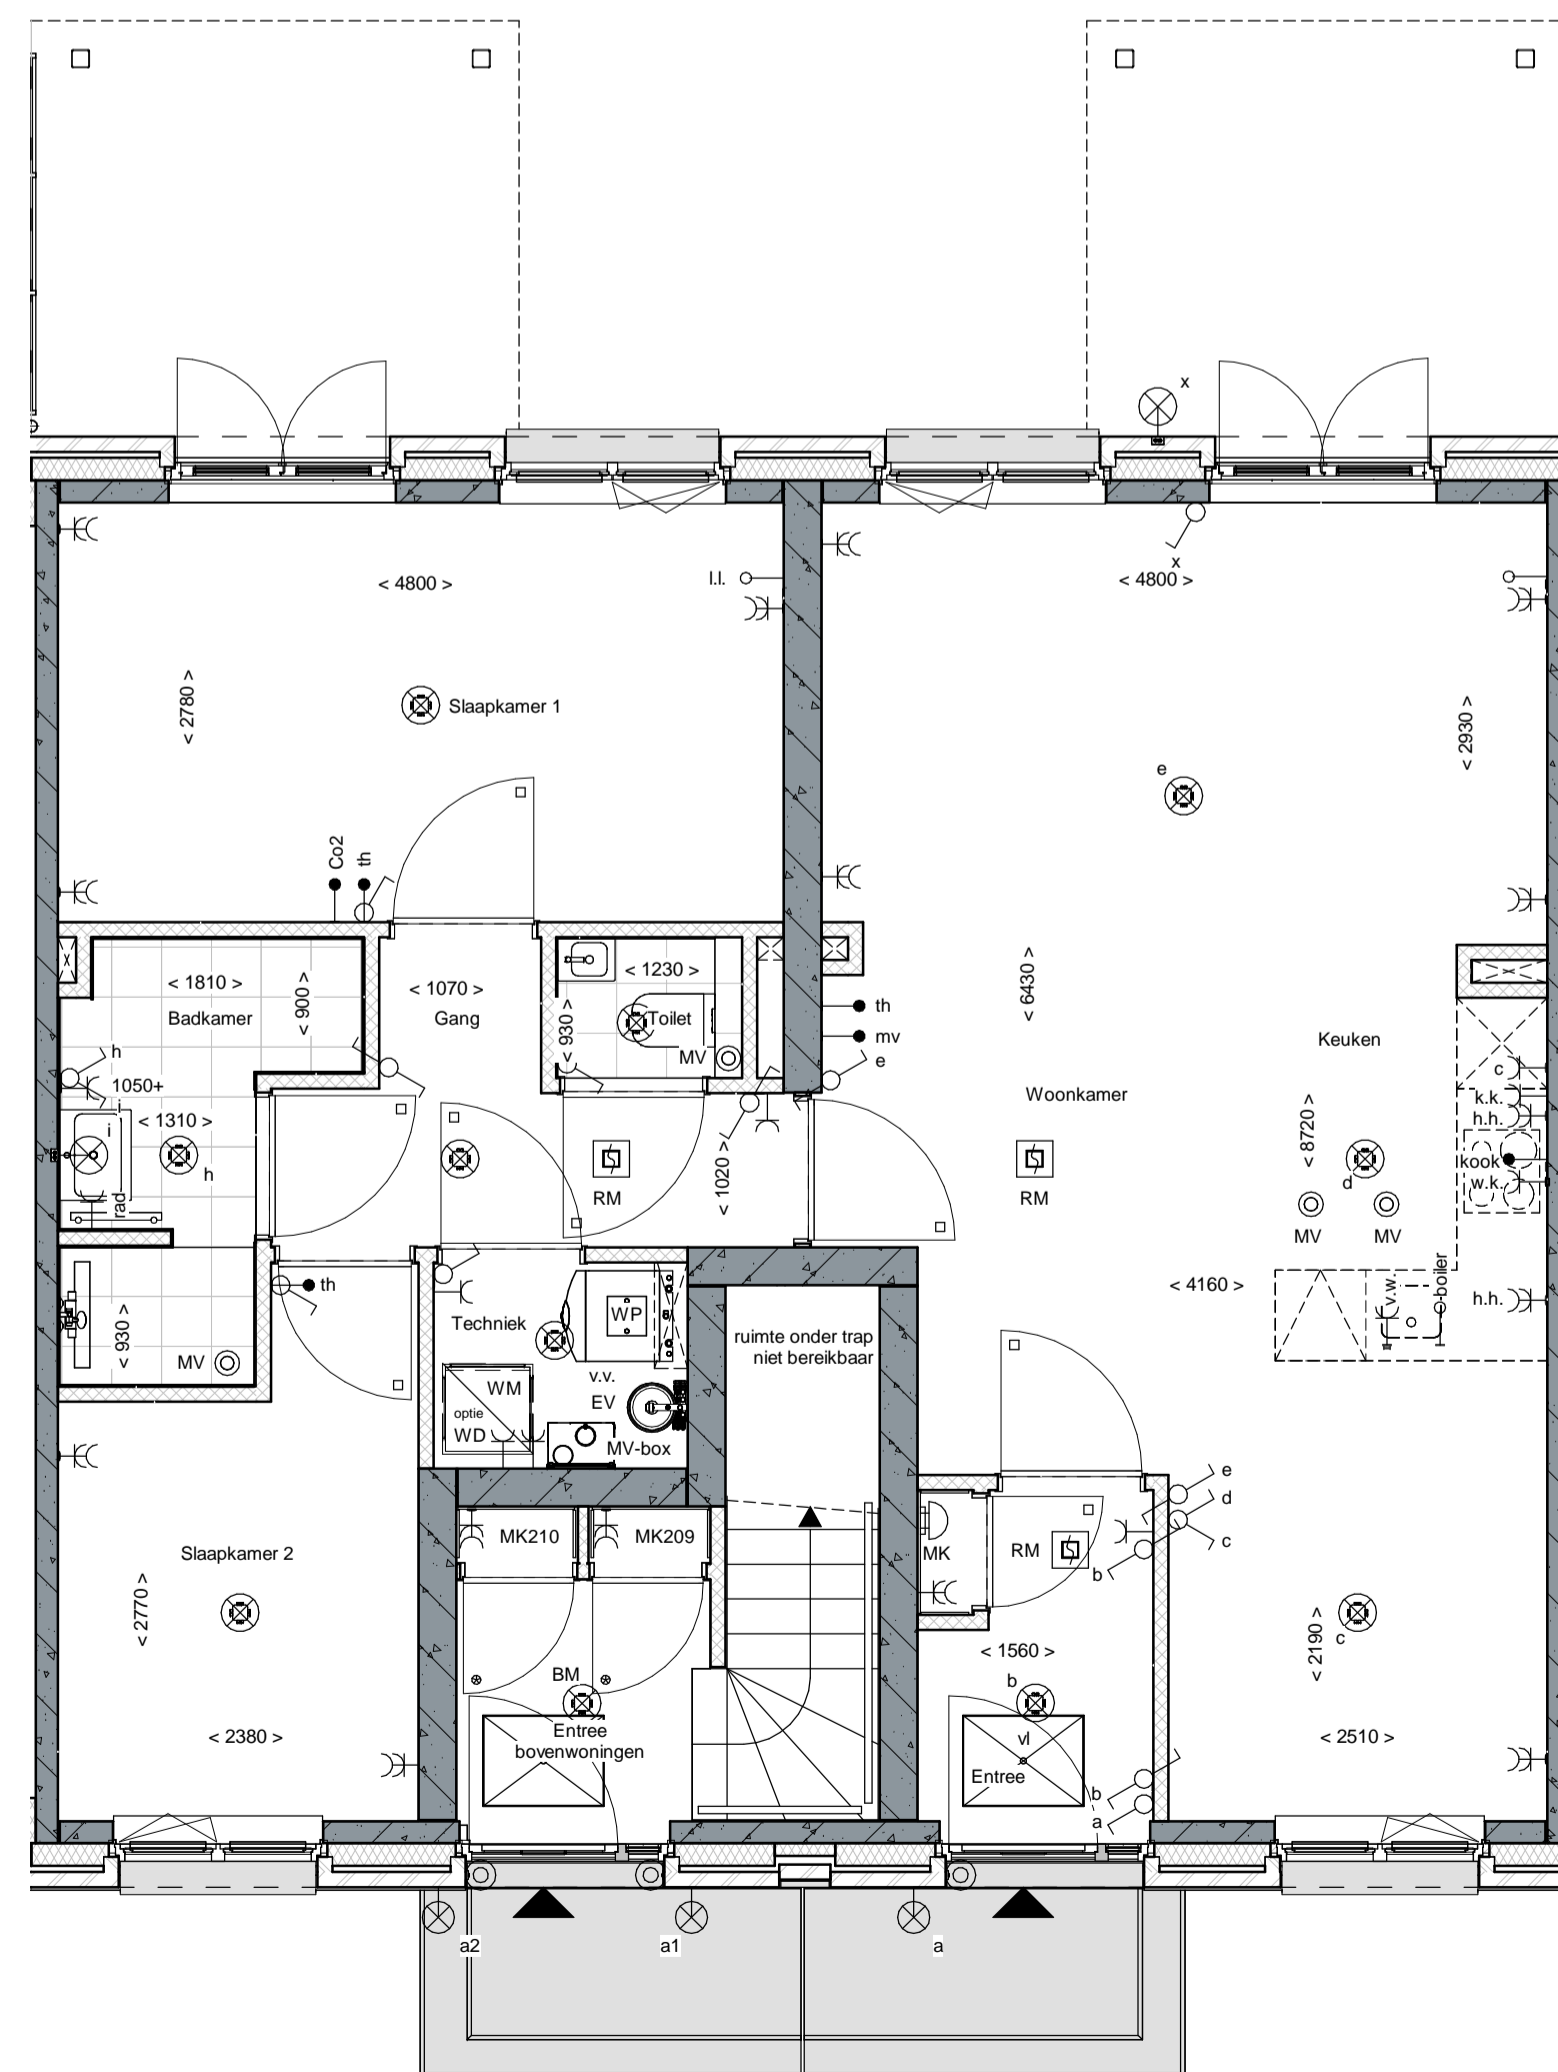 x
x
l.l.
< 4800 >
< 4800 >
< 2780 >
Slaapkamer 1
< 2930 >
e
Co2
th
< 1810 >
< 900 >
Badkamer
< 1070 >
Gang
< 1230 >
< 930 >
Toilet
MV
th
mv
e
< 6430 >
Keuken
Woonkamer
h
1050+
i
< 1310 >
i
h
rad
RM
< 1020 >
RM
< 8720 >
d
MV
MV
c
k.k.
h.h.
kook
w.k.
< 4160 >
v.w.
o-boiler
h.h.
th
< 930 >
MV
Techniek
WP
v.v.
EV
WM
optie
WD
MV-box
ruimte onder trap
niet bereikbaar
MK210
MK209
MK
RM
e
d
c
b
Slaapkamer 2
< 2770 >
< 2380 >
BM
Entree
bovenwoningen
< 1560 >
b
vl
Entree
b
a
< 2190 >
c
< 2510 >
a2
a1
a